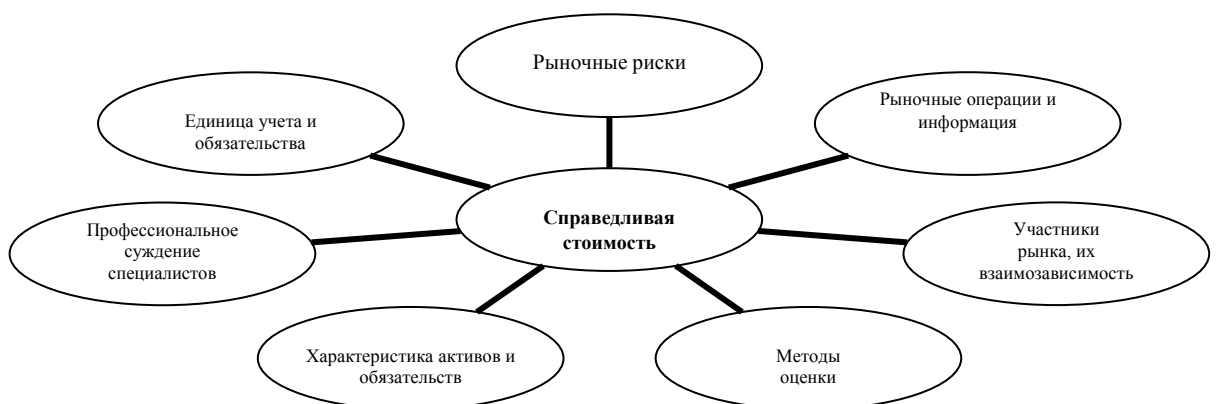 Рыночные риски
Единица учета и
обязательства
Рыночные операции и
информация
Справедливая
стоимость
Профессиональное
суждение
специалистов
Участники
рынка, их
взаимозависимость
Характеристика активов и
обязательств
Методы
оценки